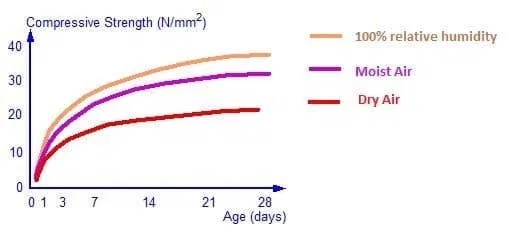 Compressive Strength (N/mm²)
40
30
20
10
0
0 1 3 7 14 21 28
Age (days)
100% relative humidity
Moist Air
Dry Air